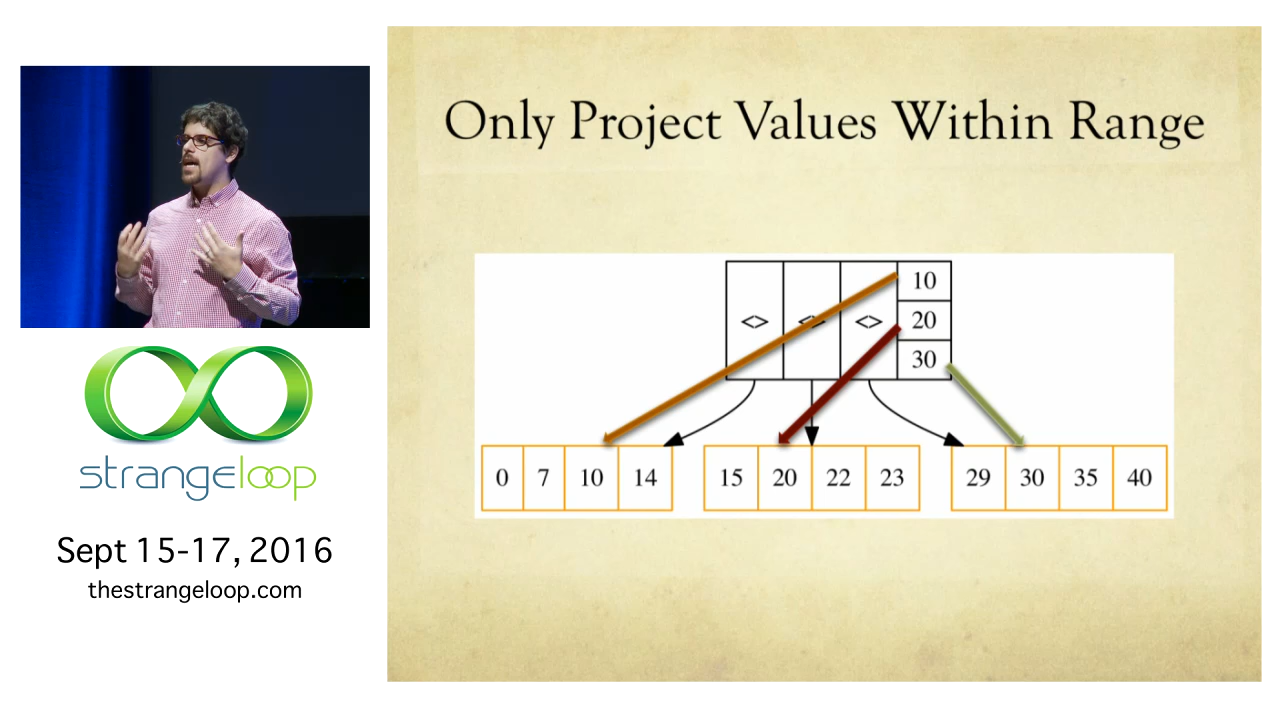 Only Project Values Within Range
<> <> <> 10
20
30
0 7 10 14 15 20 22 23 29 30 35 40
strangeloop
Sept 15-17, 2016
thestrangeloop.com